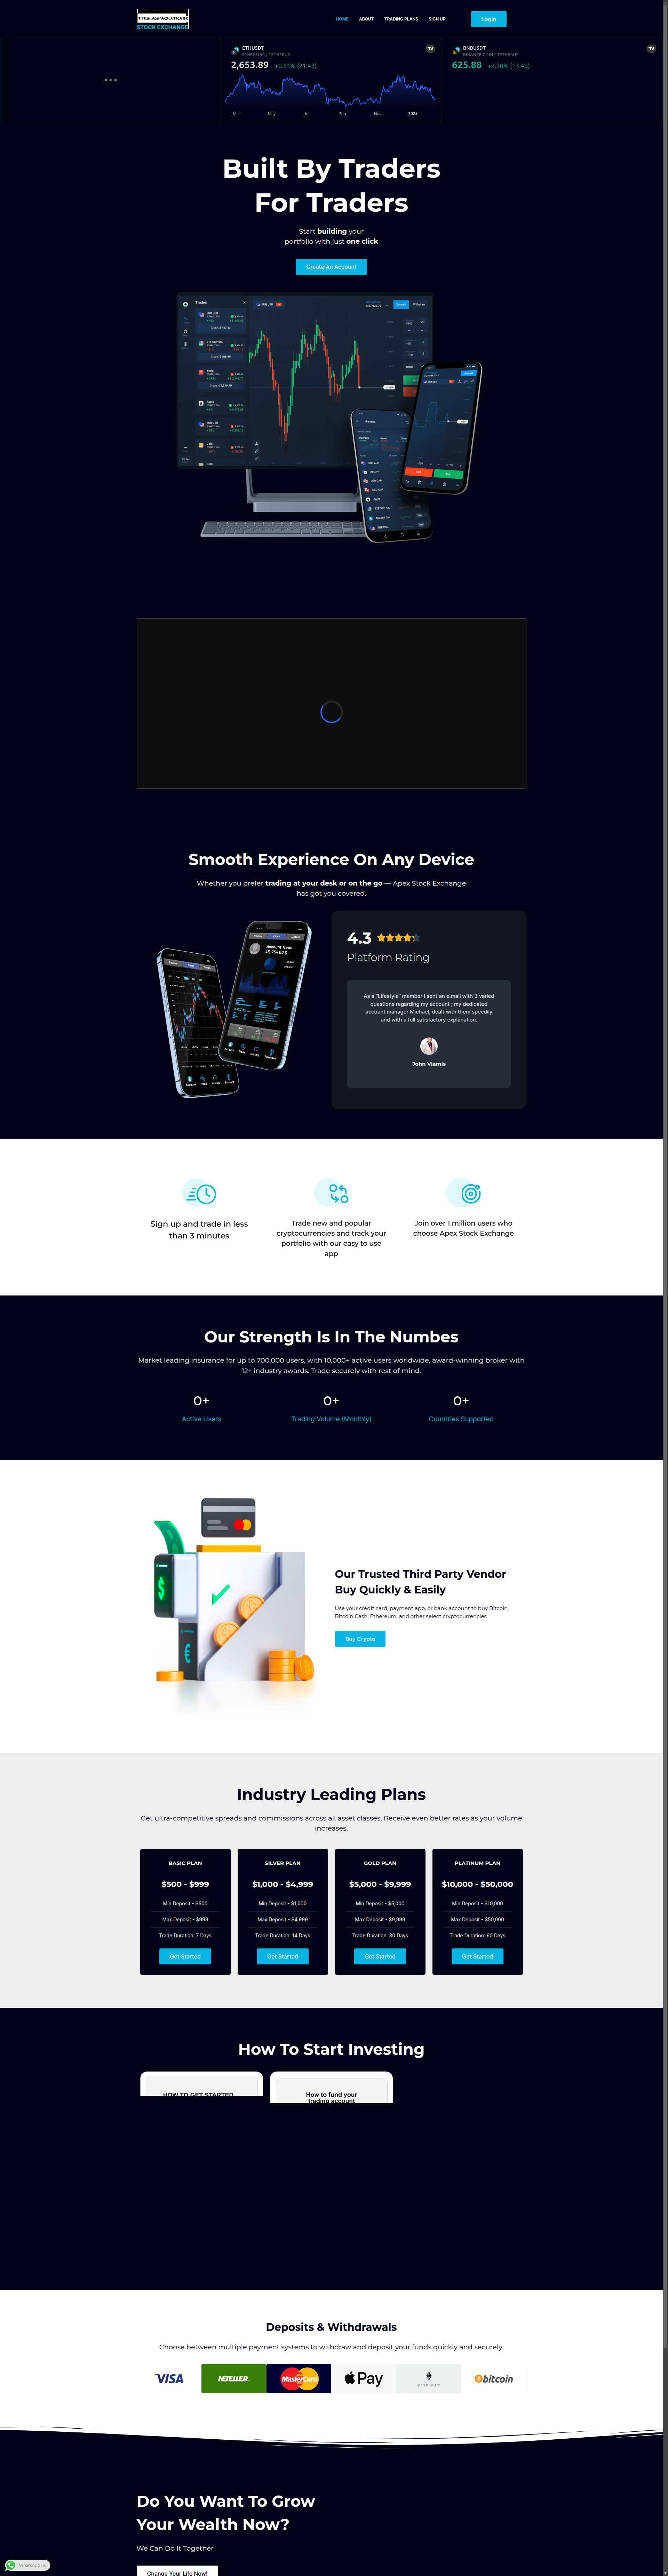 STOCK EXCHANGE
HOME
ABOUT
TRADING PLANS
SIGN UP
Login
ETHUSDT
ETHEREUM / TETHERUS
2,653.89 +0.81% (21.43)
Mar May Jul Sep Nov 2025
BNBUSDT
BINANCE COIN / TETHERUS
625.88 +2.20% (13.49)
Built By Traders
For Traders
Start building your
portfolio with just one click
Create An Account
Trades
Smooth Experience On Any Device
Whether you prefer trading at your desk or on the go — Apex Stock Exchange
has got you covered.
Account Trade
4.3
Platform Rating
As a "Lifestyle" member I sent an e.mail with 3 varied
questions regarding my account ; my dedicated
account manager Michael, dealt with them speedily
and with a full satisfactory explanation.
John Vlamis
Sign up and trade in less
than 3 minutes
Trade new and popular
cryptocurrencies and track your
portfolio with our easy to use
app
Join over 1 million users who
choose Apex Stock Exchange
Our Strength Is In The Numbes
Market leading insurance for up to 700,000 users, with 10,000+ active users worldwide, award-winning broker with
12+ industry awards. Trade securely with rest of mind.
0+
Active Users
0+
Trading Volume (Monthly)
0+
Countries Supported
Our Trusted Third Party Vendor
Buy Quickly & Easily
Use your credit card, payment app, or bank account to buy Bitcoin,
Bitcoin Cash, Ethereum, and other select cryptocurrencies
Buy Crypto
Industry Leading Plans
Get ultra-competitive spreads and commissions across all asset classes, Receive even better rates as your volume
increases.
BASIC PLAN
$500 - $999
Min Deposit - $500
Max Deposit - $999
Trade Duration: 7 Days
Get Started
SILVER PLAN
$1,000 - $4,999
Min Deposit - $1,000
Max Deposit - $4,999
Trade Duration: 14 Days
Get Started
GOLD PLAN
$5,000 - $9,999
Min Deposit - $5,000
Max Deposit - $9,999
Trade Duration: 30 Days
Get Started
PLATINUM PLAN
$10,000 - $50,000
Min Deposit - $10,000
Max Deposit - $50,000
Trade Duration: 60 Days
Get Started
How To Start Investing
HOW TO GET STARTED
How to fund your
trading account
Deposits & Withdrawals
Choose between multiple payment systems to withdraw and deposit your funds quickly and securely.
VISA
NETELLER
MasterCard
Pay
ethereum
bitcoin
Do You Want To Grow
Your Wealth Now?
We Can Do It Together
Change Your Life Now!
WhatsApp us